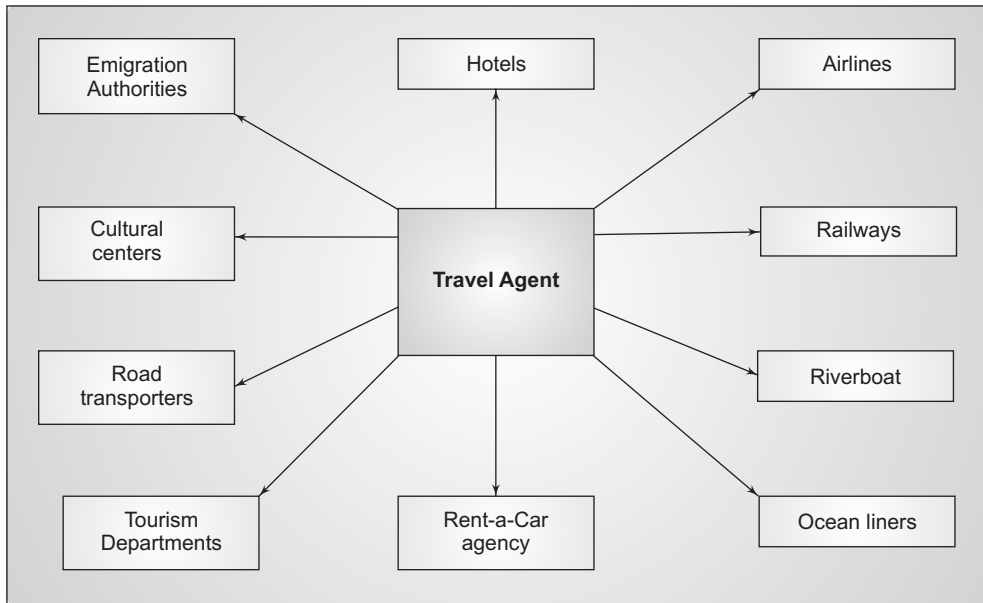 Emigration
Authorities
Hotels
Airlines
Cultural
centers
Travel Agent
Railways
Road
transporters
Riverboat
Tourism
Departments
Rent-a-Car
agency
Ocean liners